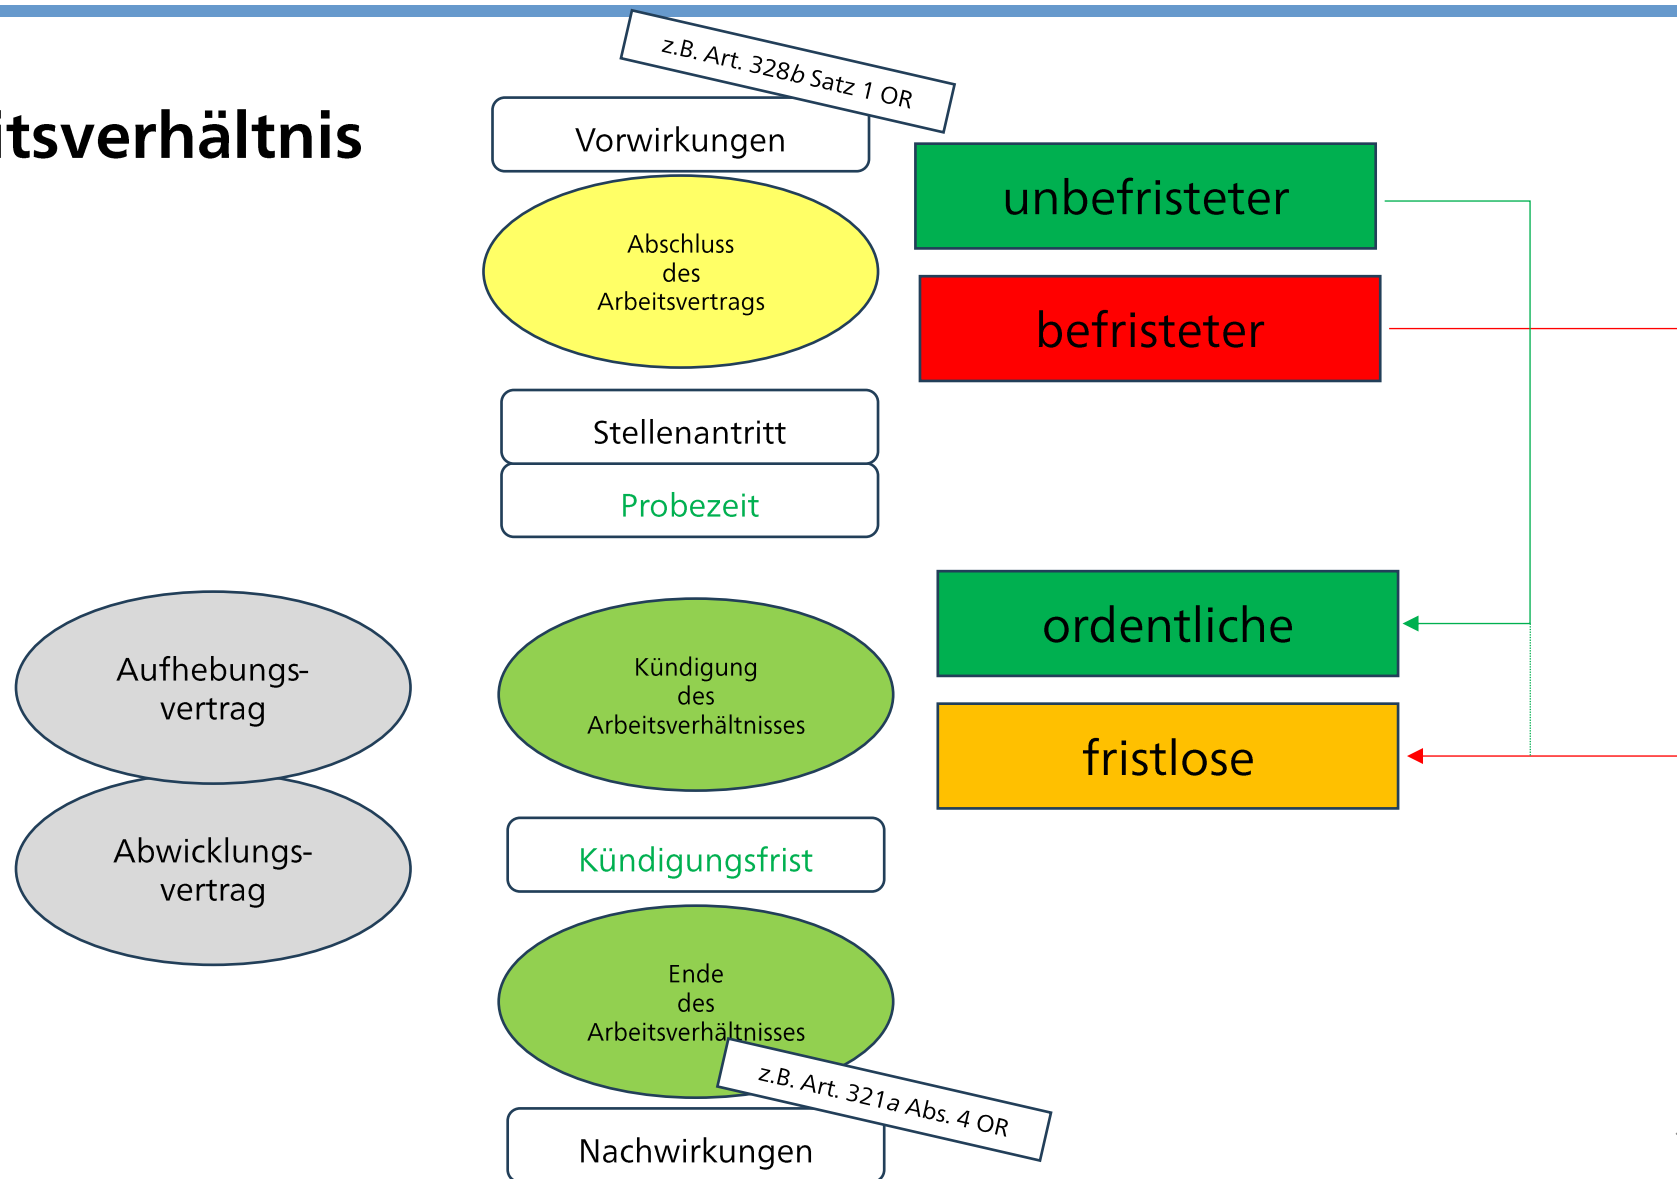 z.B. Art. 328b Satz 1 OR
itsverhältnis
Vorwirkungen
unbefristeter
Abschluss
des
Arbeitsvertrags
befristeter
Stellenantritt
Probezeit
ordentliche
Aufhebungs-
vertrag
Kündigung
des
Arbeitsverhältnisses
fristlose
Abwicklungs-
vertrag
Kündigungsfrist
Ende
des
Arbeitsverhältnisses
z.B. Art. 321a Abs. 4 OR
Nachwirkungen